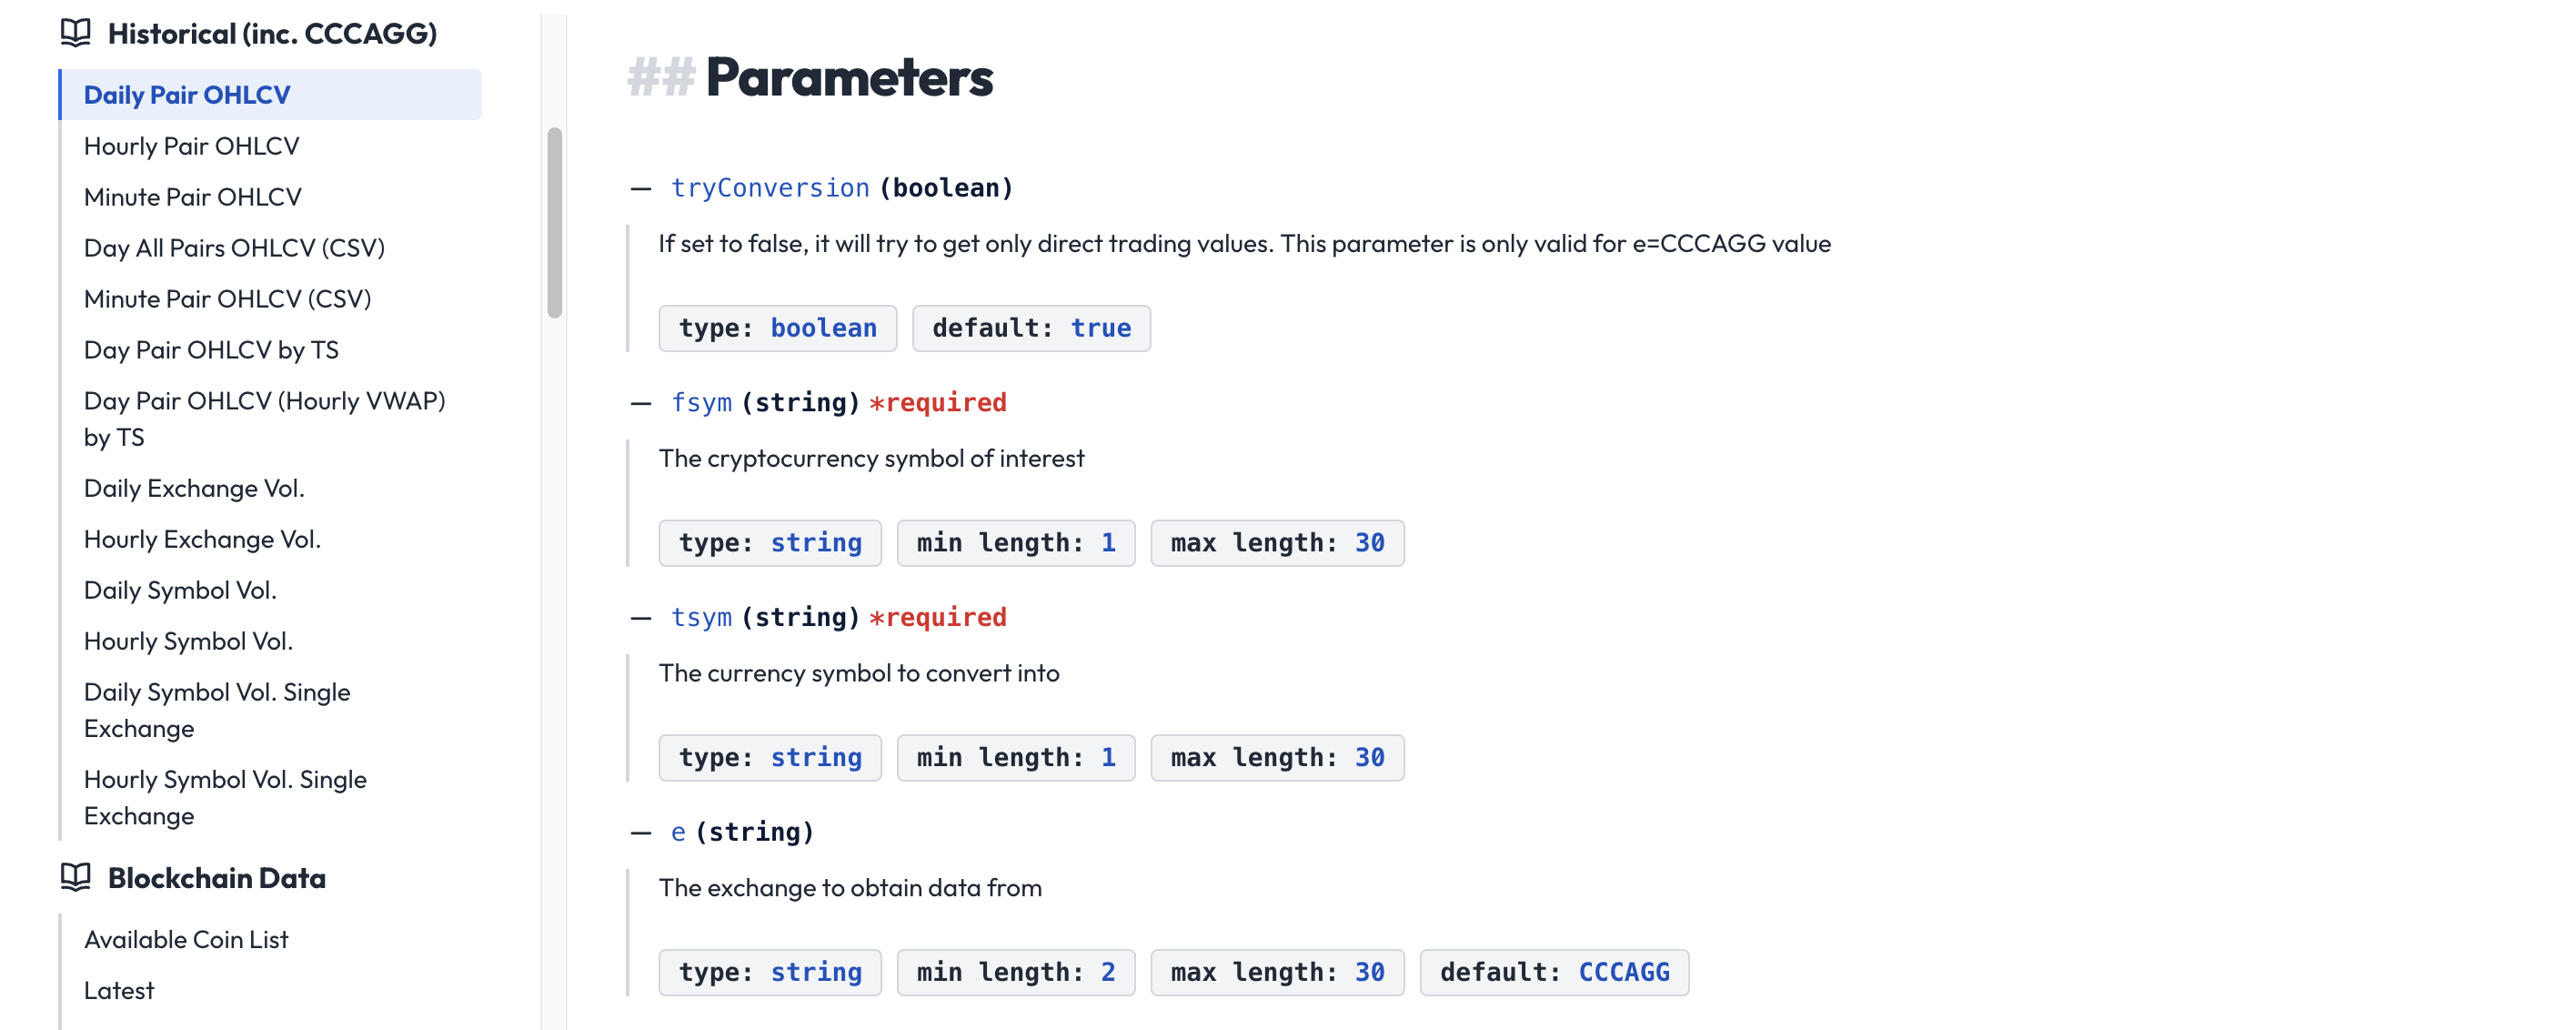 Historical (inc. CCCAGG)
Daily Pair OHLCV
Hourly Pair OHLCV
Minute Pair OHLCV
Day All Pairs OHLCV (CSV)
Minute Pair OHLCV (CSV)
Day Pair OHLCV by TS
Day Pair OHLCV (Hourly VWAP)
by TS
Daily Exchange Vol.
Hourly Exchange Vol.
Daily Symbol Vol.
Hourly Symbol Vol.
Daily Symbol Vol. Single
Exchange
Hourly Symbol Vol. Single
Exchange
Blockchain Data
Available Coin List
Latest
## Parameters
— tryConversion (boolean)
If set to false, it will try to get only direct trading values. This parameter is only valid for e=CCCAGG value
type: boolean default: true
— fsym (string) *required
The cryptocurrency symbol of interest
type: string min length: 1 max length: 30
— tsym (string) *required
The currency symbol to convert into
type: string min length: 1 max length: 30
— e (string)
The exchange to obtain data from
type: string min length: 2 max length: 30 default: CCCAGG